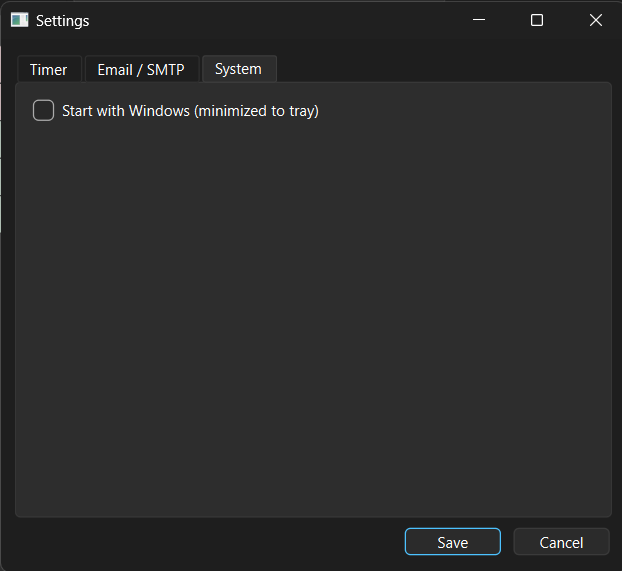 Settings
Timer Email / SMTP System
Start with Windows (minimized to tray)
Save Cancel